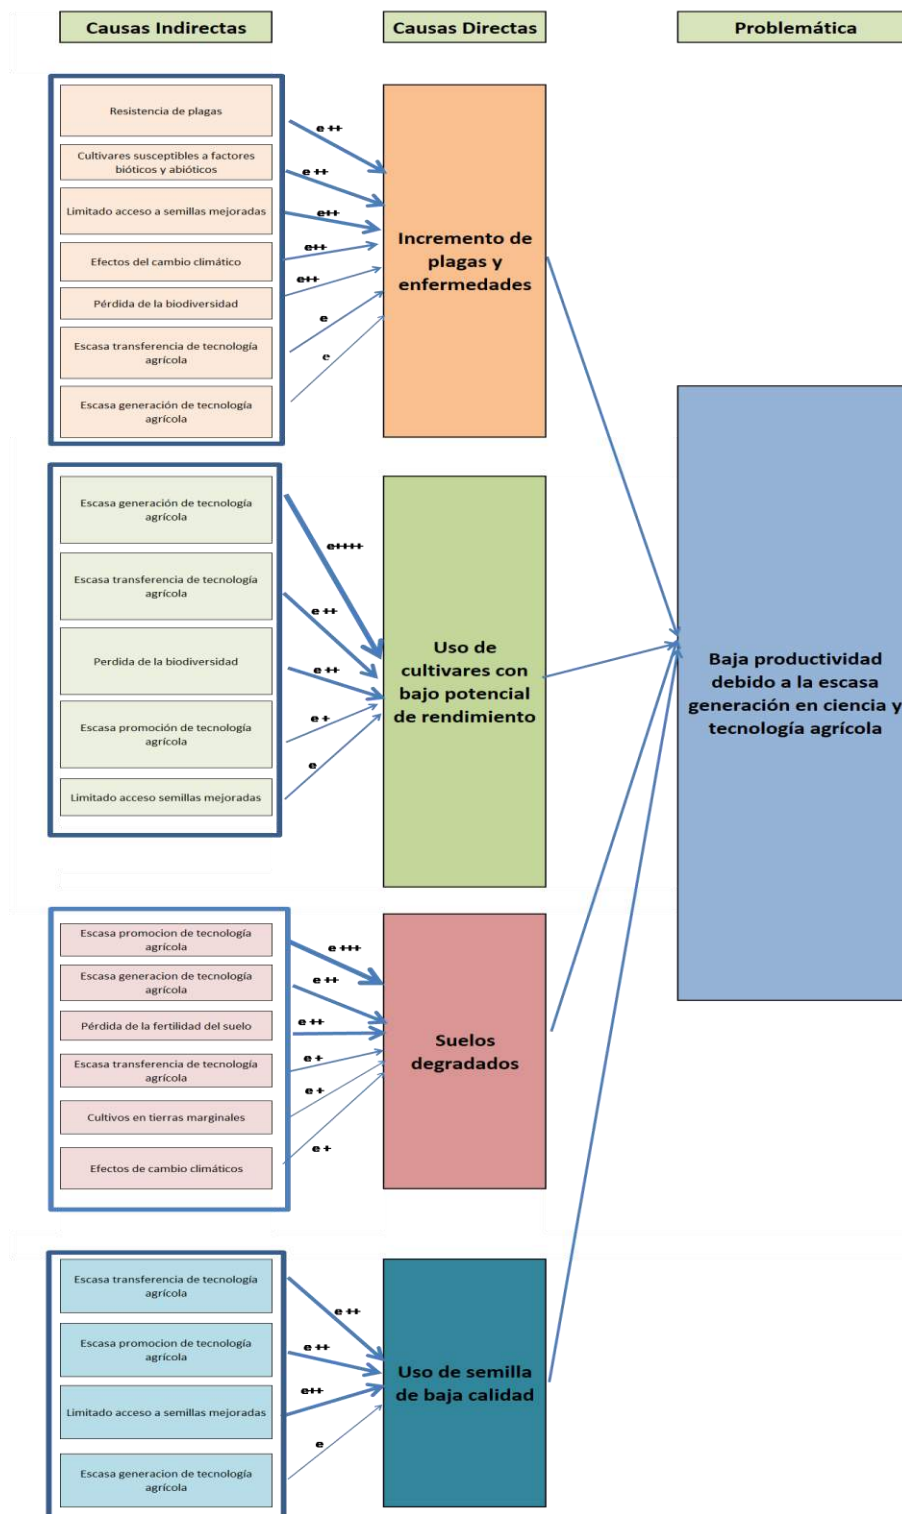 Causas Indirectas
Causas Directas
Problemática
Resistencia de plagas
Cultivares susceptibles a factores
bióticos y abióticos
Limitado acceso a semillas mejoradas
Efectos del cambio climático
Pérdida de la biodiversidad
Escasa transferencia de tecnología
agrícola
Escasa generación de tecnología
agrícola
e ++
e ++
e++
e++
e++
e
e
Incremento de
plagas y
enfermedades
Escasa generación de tecnología
agrícola
Escasa transferencia de tecnología
agrícola
Perdida de la biodiversidad
Escasa promoción de tecnología
agrícola
Limitado acceso semillas mejoradas
e++++
e ++
e ++
e +
e
Uso de
cultivares con
bajo potencial
de rendimiento
Baja productividad
debido a la escasa
generación en ciencia y
tecnología agrícola
Escasa promocion de tecnología
agrícola
Escasa generacion de tecnología
agrícola
Pérdida de la fertilidad del suelo
Escasa transferencia de tecnología
agrícola
Cultivos en tierras marginales
Efectos de cambio climáticos
e +++
e ++
e ++
e +
e +
e +
Suelos
degradados
Escasa transferencia de tecnología
agrícola
Escasa promocion de tecnología
agrícola
Limitado acceso a semillas mejoradas
Escasa generacion de tecnología
agrícola
e ++
e ++
e++
e
Uso de semilla
de baja calidad